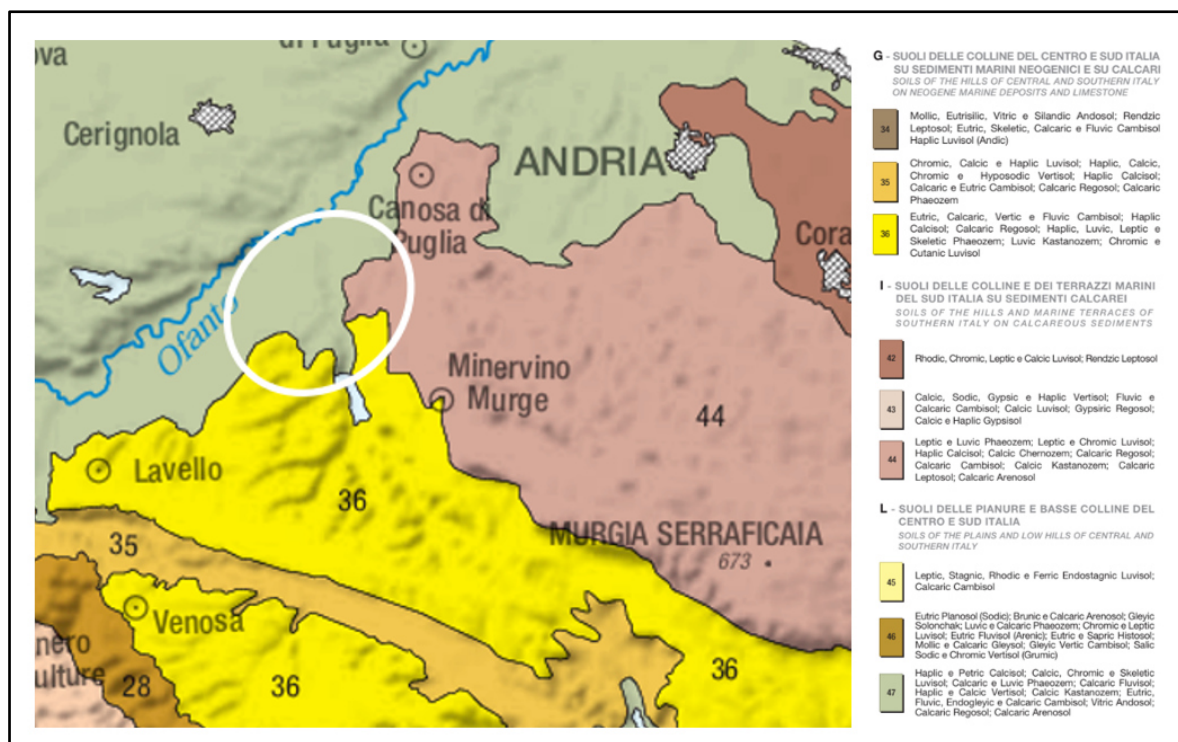 di Puglia
ova
Cerignola
ANDRIA
Canosa di
Puglia
Cora
Ofanto
Minervino
Murge
44
Lavello
36
MURGIA SERRAFICAIA
673
35
Venosa
nero
ulture
28
36
36
G - SUOLI DELLE COLLINE DEL CENTRO E SUD ITALIA
SU SEDIMENTI MARINI NEOGENICI E SU CALCARI
SOILS OF THE HILLS OF CENTRAL AND SOUTHERN ITALY
ON NEOGENE MARINE DEPOSITS AND LIMESTONE
34
Mollic, Eutrisilic, Vitric e Silandic Andosol; Rendzic
Leptosol; Eutric, Skeletic, Calcaric e Fluvic Cambisol
Haplic Luvisol (Andic)
35
Chromic, Calcic e Haplic Luvisol; Haplic, Calcic,
Chromic e Hyposodic Vertisol; Haplic Calcisol;
Calcaric e Eutric Cambisol; Calcaric Regosol; Calcaric
Phaeozem
36
Eutric, Calcaric, Vertic e Fluvic Cambisol; Haplic
Calcisol; Calcaric Regosol; Haplic, Luvic, Leptic e
Skeletic Phaeozem; Luvic Kastanozem; Chromic e
Cutanic Luvisol
I - SUOLI DELLE COLLINE E DEI TERRAZZI MARINI
DEL SUD ITALIA SU SEDIMENTI CALCAREI
SOILS OF THE HILLS AND MARINE TERRACES OF
SOUTHERN ITALY ON CALCAREOUS SEDIMENTS
42
Rhodic, Chromic, Leptic e Calcic Luvisol; Rendzic Leptosol
43
Calcic, Sodic, Gypsic e Haplic Vertisol; Fluvic e
Calcaric Cambisol; Calcic Luvisol; Gypsiric Regosol;
Calcic e Haplic Gypsisol
44
Leptic e Luvic Phaeozem; Leptic e Chromic Luvisol;
Haplic Calcisol; Calcic Chernozem; Calcaric Regosol;
Calcaric Cambisol; Calcic Kastanozem; Calcaric
Leptosol; Calcaric Arenosol
L - SUOLI DELLE PIANURE E BASSE COLLINE DEL
CENTRO E SUD ITALIA
SOILS OF THE PLAINS AND LOW HILLS OF CENTRAL AND
SOUTHERN ITALY
45
Leptic, Stagnic, Rhodic e Ferric Endostagnic Luvisol;
Calcaric Cambisol
46
Eutric Planosol (Sodic); Brunic e Calcaric Arenosol; Gleyic
Solonchak; Luvic e Calcaric Phaeozem; Chromic e Leptic
Luvisol; Eutric Fluvisol (Arenic); Eutric e Sapric Histosol;
Mollic e Calcaric Gleysol; Gleyic Vertic Cambisol; Salic
Sodic e Chromic Vertisol (Grumic)
47
Haplic e Petric Calcisol; Calcic, Chromic e Skeletic
Luvisol; Calcaric e Luvic Phaeozem; Calcaric Fluvisol;
Haplic e Calcic Vertisol; Calcic Kastanozem; Eutric,
Fluvic, Endogleyic e Calcaric Cambisol; Vitric Andosol;
Calcaric Regosol; Calcaric Arenosol